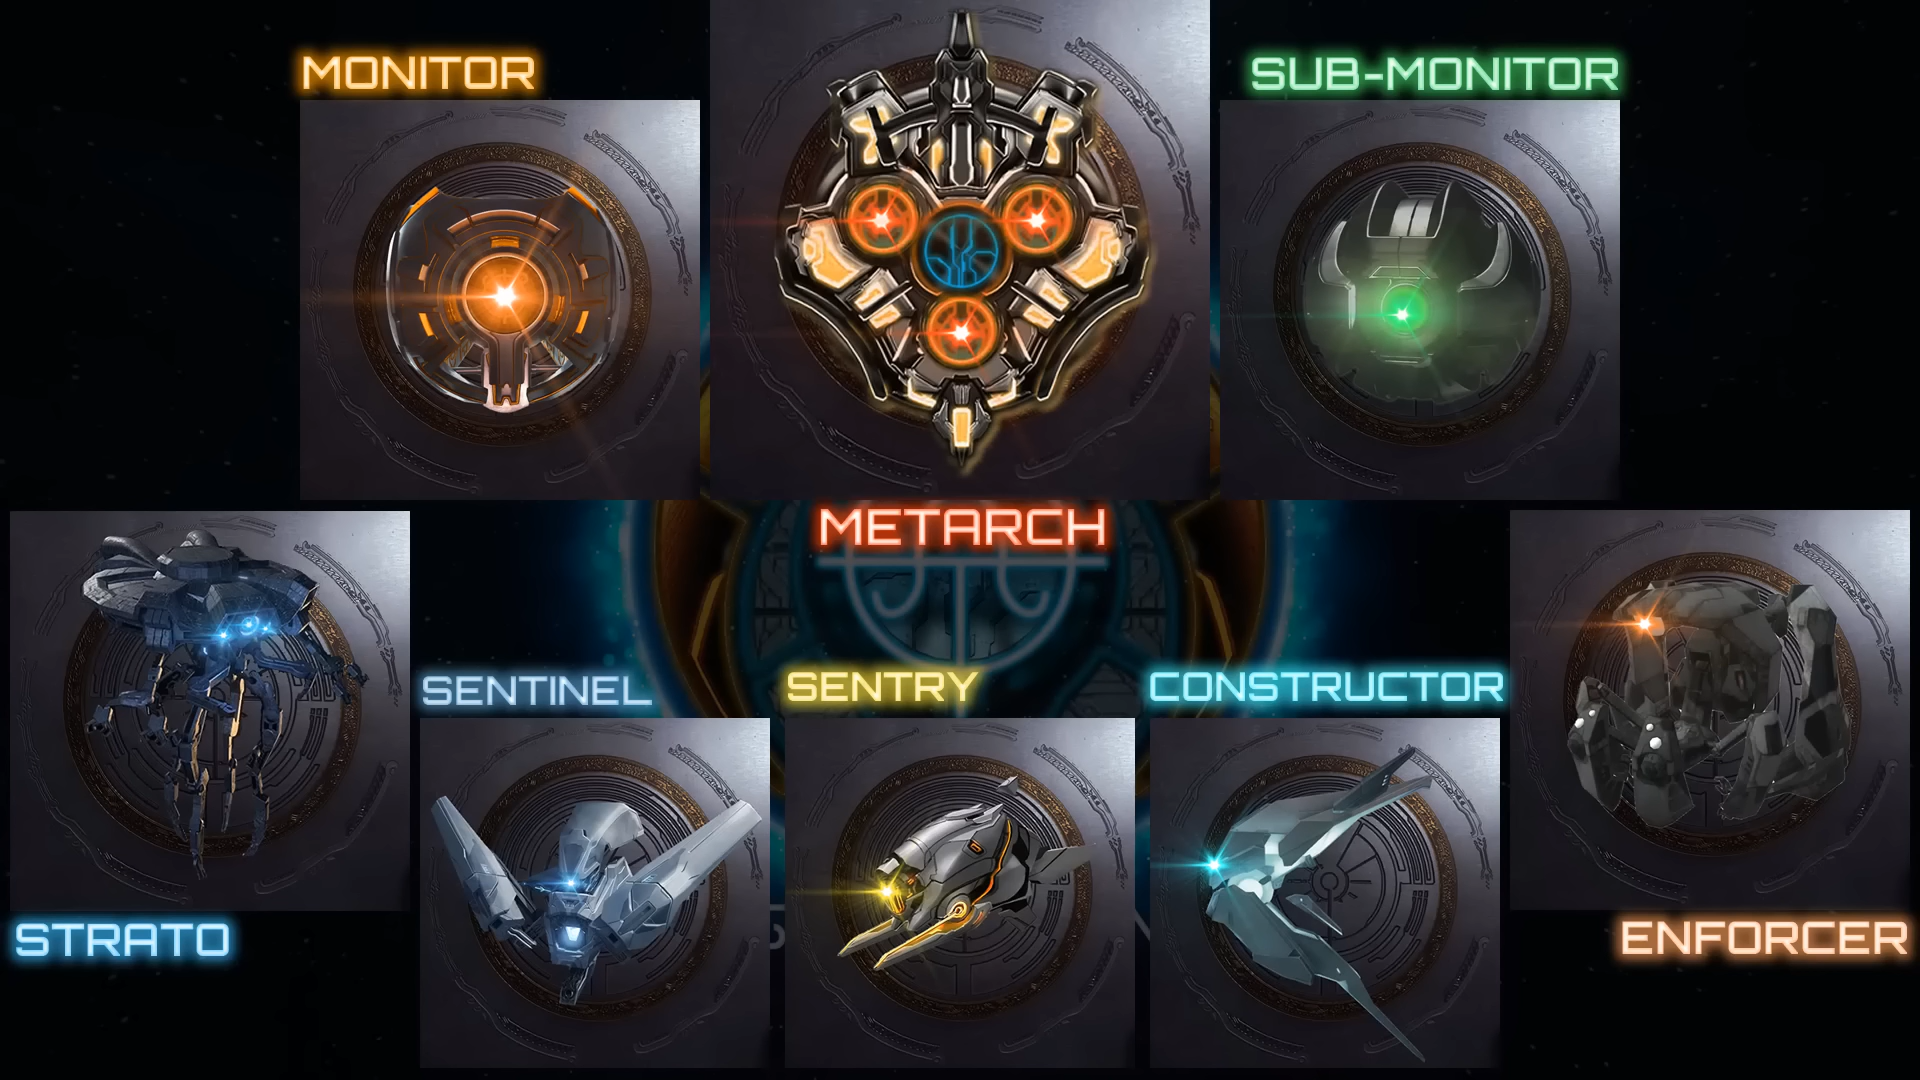 MONITOR
SUB-MONITOR
METARCH
SENTINEL
SENTRY
CONSTRUCTOR
STRATO
ENFORCER